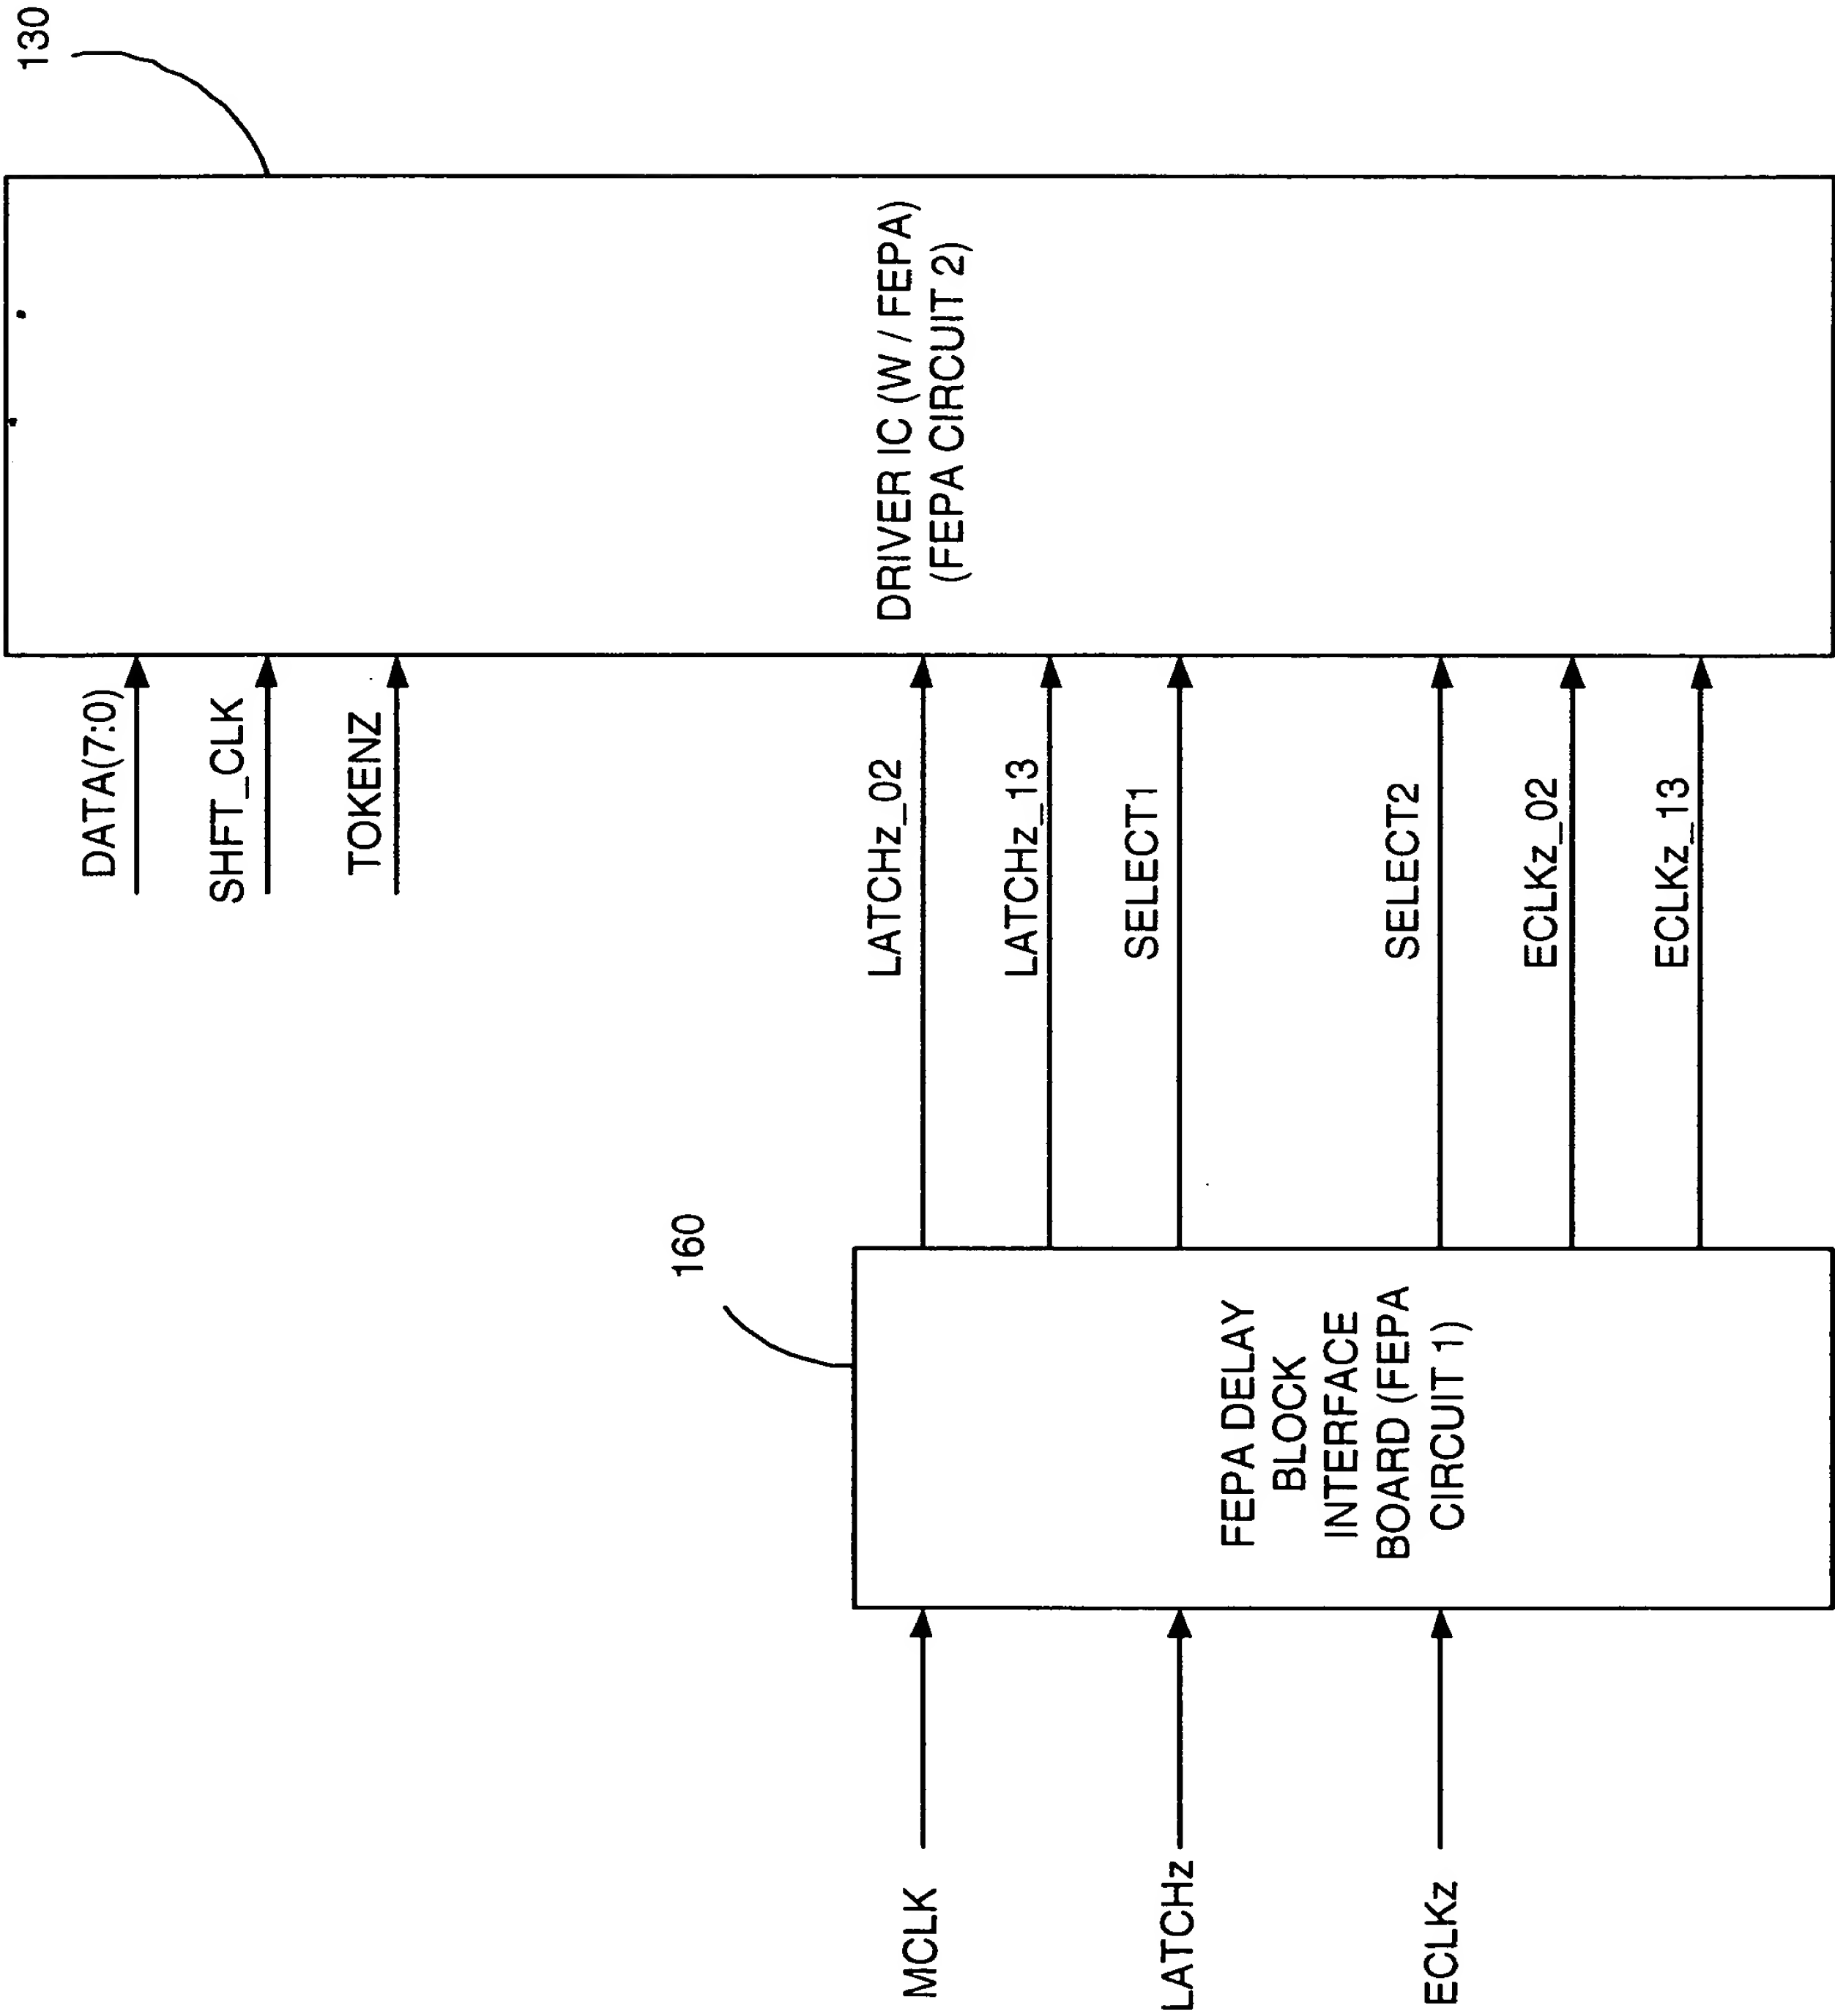 130
DATA(7:0)
SHFT_CLK
TOKENZ
DRIVER IC (W / FEPA)
(FEPA CIRCUIT 2)
160
LATCHz_02
LATCHz_13
SELECT1
SELECT2
ECLKz_02
ECLKz_13
FEPA DELAY
BLOCK
INTERFACE
BOARD (FEPA
CIRCUIT 1)
MCLK
LATCHz
ECLKz